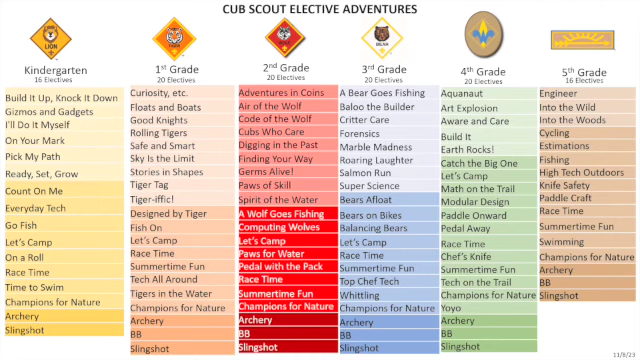 CUB SCOUT ELECTIVE ADVENTURES
LION
TIGER
BEAR
Kindergarten
16 Electives
Build It Up, Knock It Down
Gizmos and Gadgets
I'll Do It Myself
On Your Mark
Pick My Path
Ready, Set, Grow
Count On Me
Everyday Tech
Go Fish
Let's Camp
On a Roll
Race Time
Time to Swim
Champions for Nature
Archery
Slingshot
1st Grade
20 Electives
Curiosity, etc.
Floats and Boats
Good Knights
Rolling Tigers
Safe and Smart
Sky Is the Limit
Stories in Shapes
Tiger Tag
Tiger-iffic!
Designed by Tiger
Fish On
Let's Camp
Race Time
Summertime Fun
Tech All Around
Tigers in the Water
Champions for Nature
Archery
BB
Slingshot
2nd Grade
20 Electives
Adventures in Coins
Air of the Wolf
Code of the Wolf
Cubs Who Care
Digging in the Past
Finding Your Way
Germs Alive!
Paws of Skill
Spirit of the Water
A Wolf Goes Fishing
Computing Wolves
Let's Camp
Paws for Water
Pedal with the Pack
Race Time
Summertime Fun
Champions for Nature
Archery
BB
Slingshot
3rd Grade
20 Electives
A Bear Goes Fishing
Baloo the Builder
Critter Care
Forensics
Marble Madness
Roaring Laughter
Salmon Run
Super Science
Bears Afloat
Bears on Bikes
Balancing Bears
Let's Camp
Race Time
Summertime Fun
Top Chef Tech
Whittling
Champions for Nature
Archery
BB
Slingshot
4th Grade
20 Electives
Aquanaut
Art Explosion
Aware and Care
Build It
Earth Rocks!
Catch the Big One
Let's Camp
Math on the Trail
Modular Design
Paddle Onward
Pedal Away
Race Time
Chef's Knife
Summertime Fun
Tech on the Trail
Champions for Nature
Yoyo
Archery
BB
Slingshot
5th Grade
16 Electives
Engineer
Into the Wild
Into the Woods
Cycling
Estimations
Fishing
High Tech Outdoors
Knife Safety
Paddle Craft
Race Time
Summertime Fun
Swimming
Champions for Nature
Archery
BB
Slingshot
11/8/23